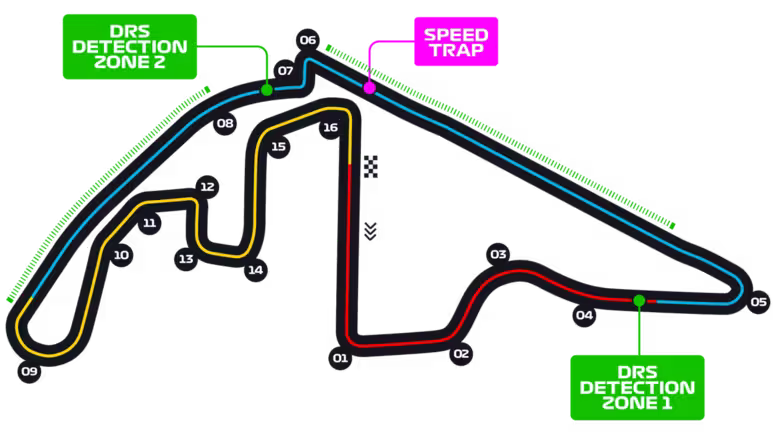 DRS
DETECTION
ZONE 2
06
SPEED
TRAP
07
08
16
15
12
11
10
13
14
03
05
04
01
02
09
DRS
DETECTION
ZONE 1